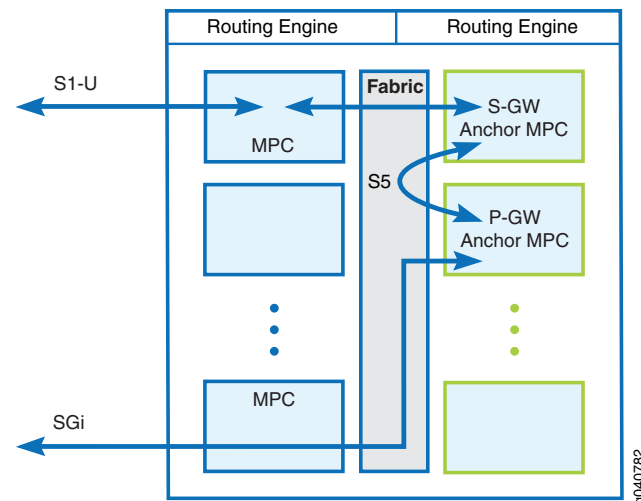 Routing Engine
Routing Engine
S1-U
MPC
Fabric
S-GW
Anchor MPC
S5
P-GW
Anchor MPC
MPC
SGi
g040782